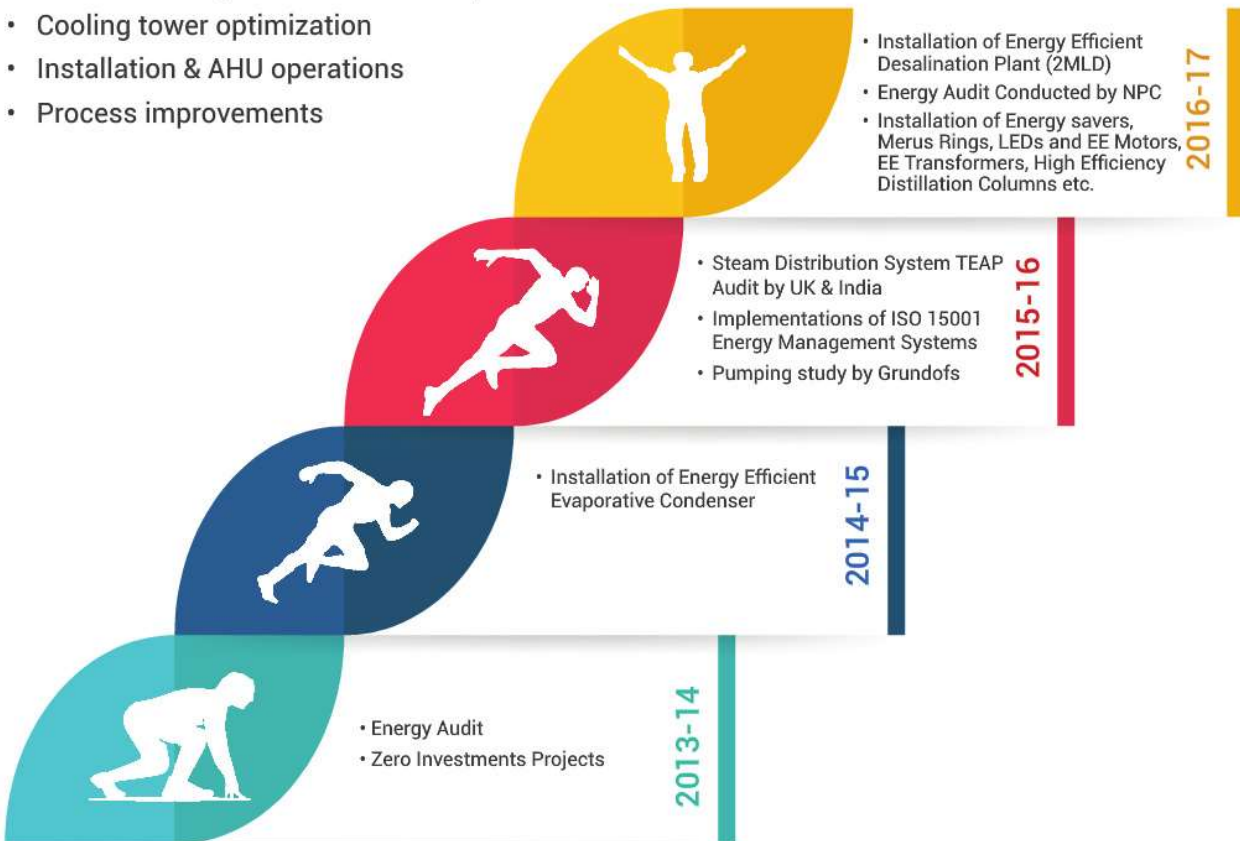 • Cooling tower optimization
• Installation & AHU operations
• Process improvements
• Installation of Energy Efficient
Desalination Plant (2MLD)
• Energy Audit Conducted by NPC
• Installation of Energy savers,
Merus Rings, LEDs and EE Motors,
EE Transformers, High Efficiency
Distillation Columns etc.
2016-17
• Steam Distribution System TEAP
Audit by UK & India
• Implementations of ISO 15001
Energy Management Systems
• Pumping study by Grundofs
2015-16
• Installation of Energy Efficient
Evaporative Condenser
2014-15
• Energy Audit
• Zero Investments Projects
2013-14